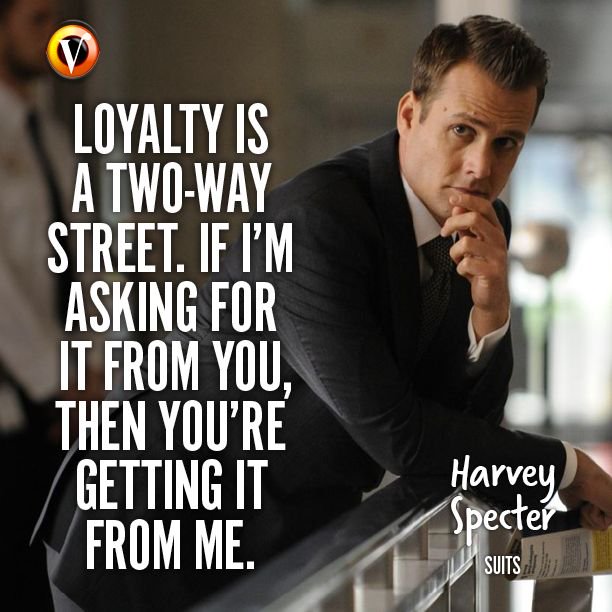 V
LOYALTY IS
A TWO-WAY
STREET. IF I'M
ASKING FOR
IT FROM YOU,
THEN YOU'RE
GETTING IT
FROM ME.
Harvey
Specter
SUITS